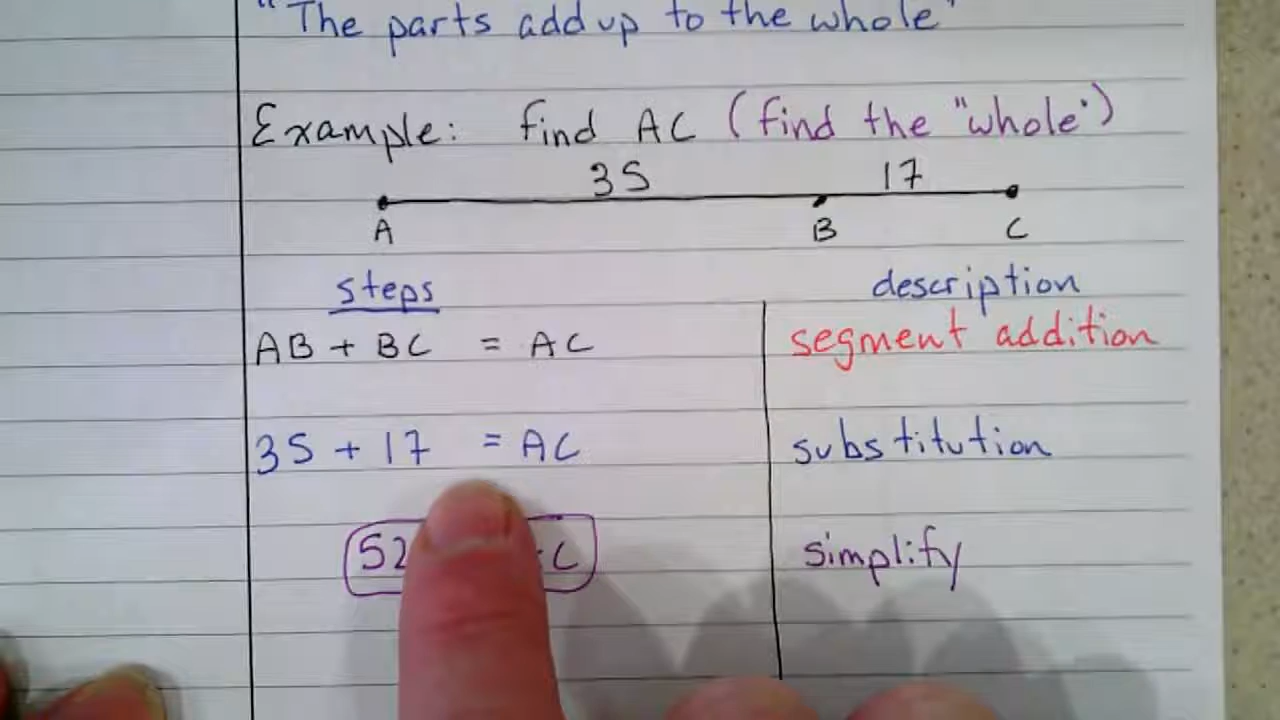 "The parts add up to the whole"
Example: find AC (find the "whole")
35 17
A B C
steps description
AB + BC = AC segment addition
35 + 17 = AC substitution
52 C simplify